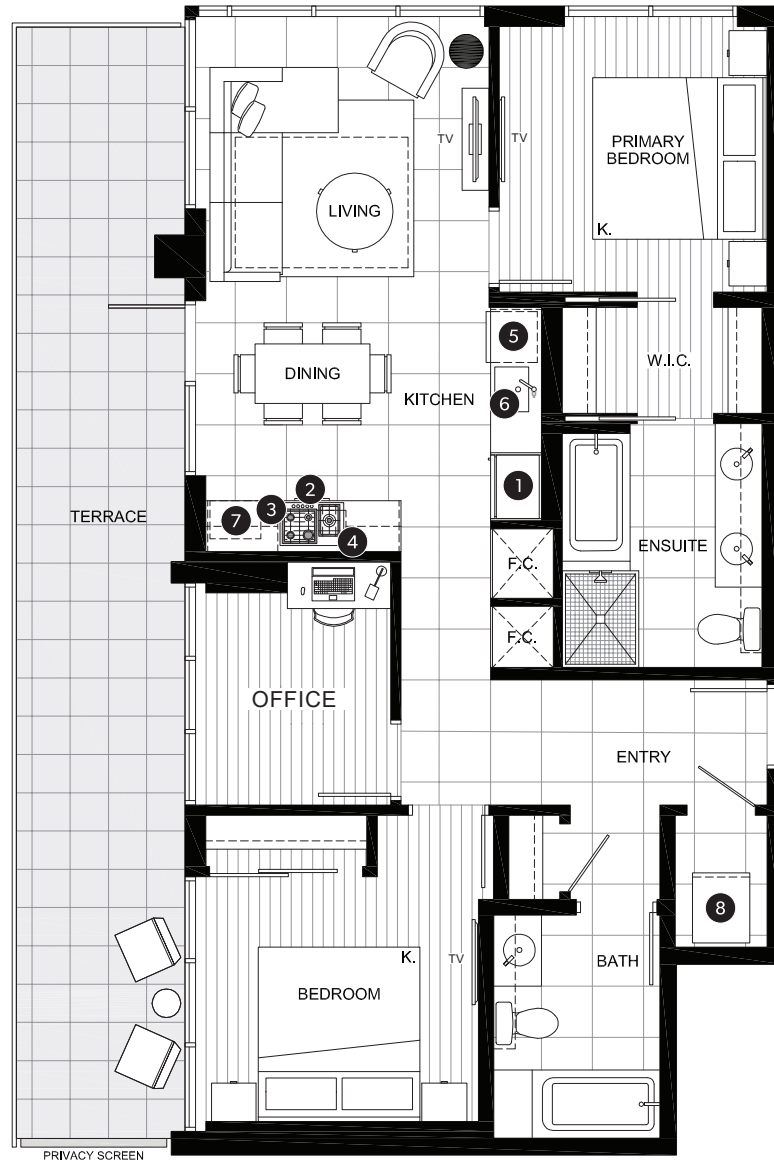 PRIMARY
BEDROOM
TV
TV
LIVING
K.
5
W.I.C.
DINING
KITCHEN
6
1
2
3
7
4
TERRACE
ENSUITE
F.C.
F.C.
OFFICE
ENTRY
8
K.
TV
BATH
BEDROOM
PRIVACY SCREEN